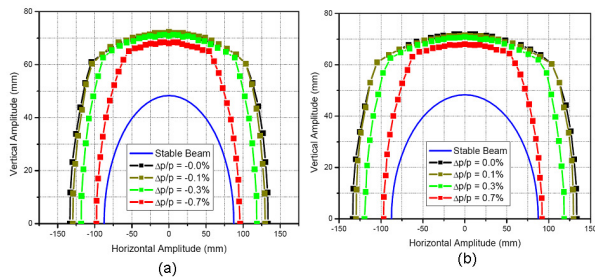 80
60
40
20
0
Vertical Amplitude (mm)
Stable Beam
Δp/p = -0.0%
Δp/p = -0.1%
Δp/p = -0.3%
Δp/p = -0.7%
-150 -100 -50 0 50 100 150
Horizontal Amplitude (mm)
(a)
80
60
40
20
0
Vertical Amplitude (mm)
Stable Beam
Δp/p = 0.0%
Δp/p = 0.1%
Δp/p = 0.3%
Δp/p = 0.7%
-150 -100 -50 0 50 100 150
Horizontal Amplitude (mm)
(b)